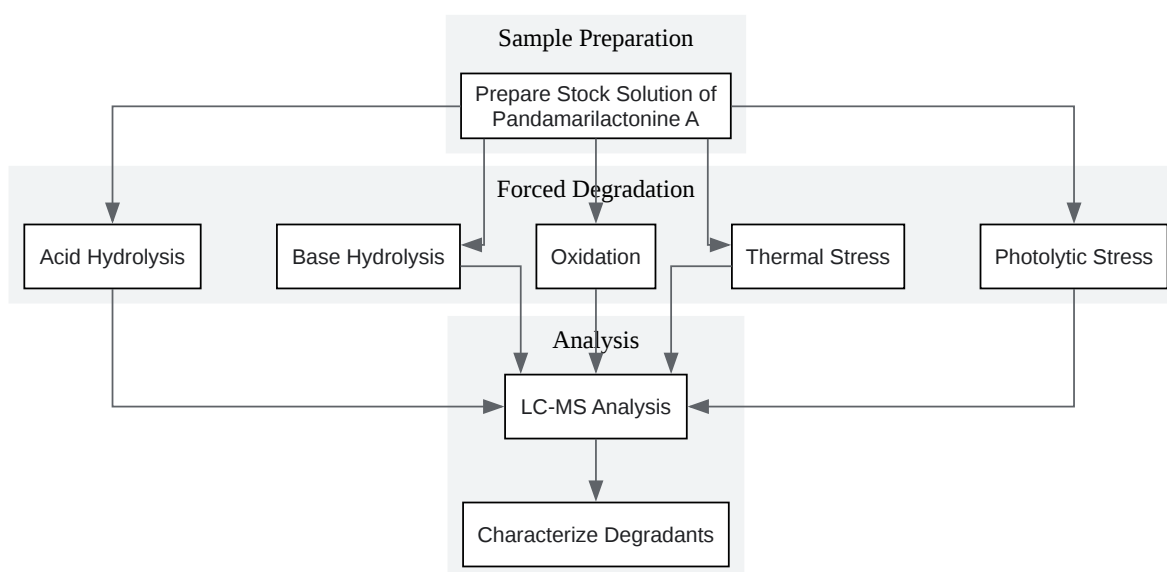 Sample Preparation
Prepare Stock Solution of
Pandamarilactonine A
Forced Degradation
Acid Hydrolysis
Base Hydrolysis
Oxidation
Thermal Stress
Photolytic Stress
Analysis
LC-MS Analysis
Characterize Degradants